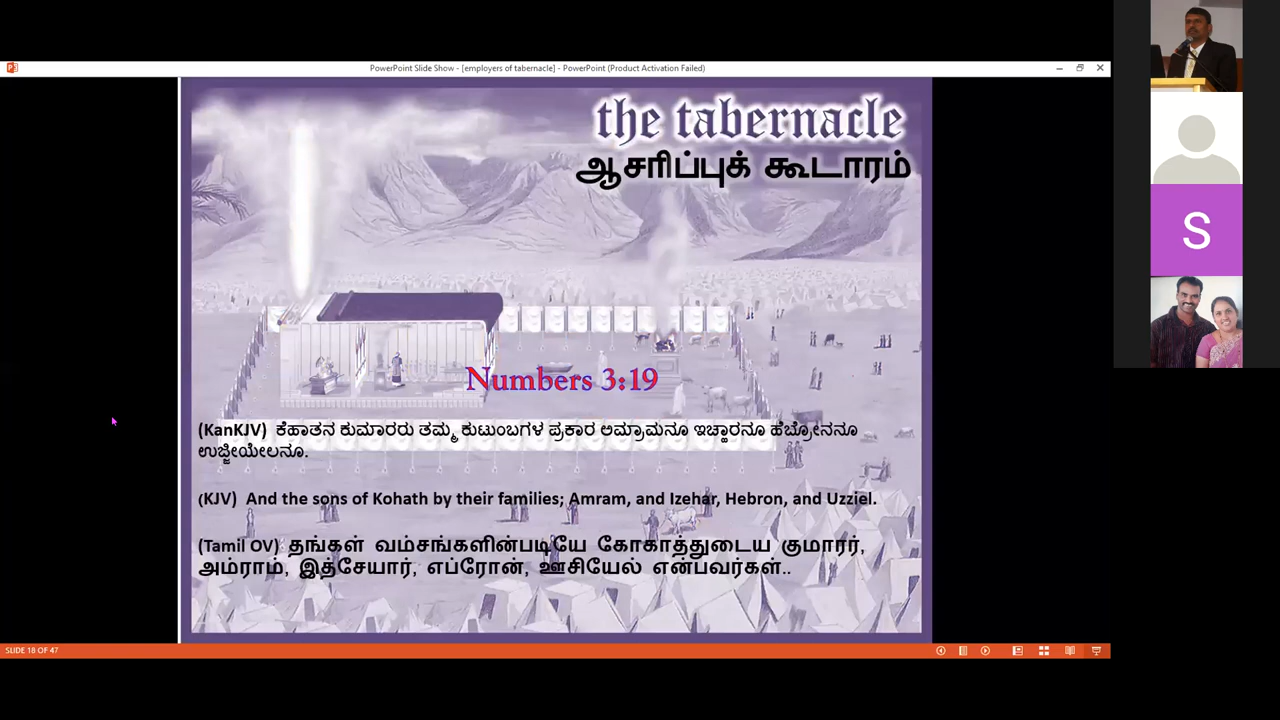 PowerPoint Slide Show - [employers of tabernacle] - PowerPoint (Product Activation Failed)
the tabernacle
ஆசரிப்புக் கூடாரம்
Numbers 3:19
(KanKJV) ಕೆಹಾತನ ಕುಮಾರರು ತಮ್ಮ ಕುಟುಂಬಗಳ ಪ್ರಕಾರ ಅಮ್ರಾಮನೂ ಇಚ್ಹಾರನೂ ಹೆಬ್ರೋನನೂ
ಉಜ್ಜೀಯೇಲನೂ.
(KJV) And the sons of Kohath by their families; Amram, and Izehar, Hebron, and Uzziel.
(Tamil OV) தங்கள் வம்சங்களின்படியே கோகாத்துடைய குமாரர்,
அம்ராம், இத்சேயார், எப்ரோன், ஊசியேல் என்பவர்கள்..
SLIDE 18 OF 47
S